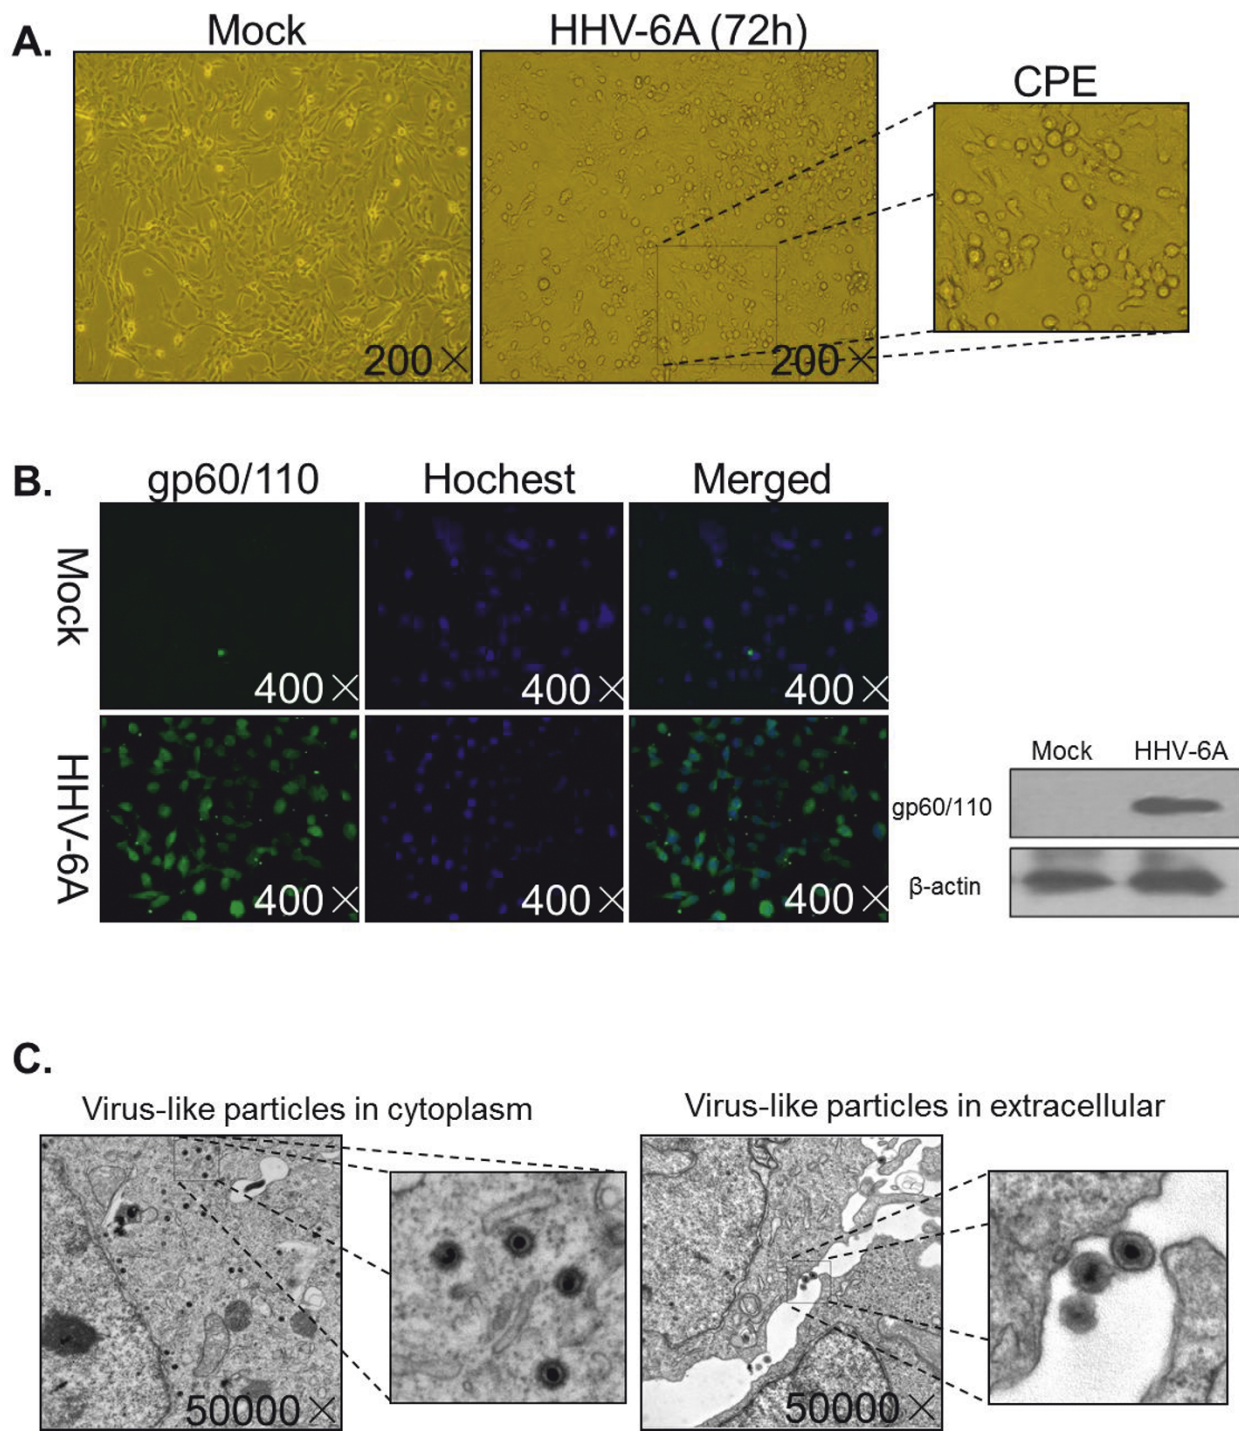 A.
Mock
HHV-6A (72h)
CPE
200×
200×
B.
gp60/110
Hochest
Merged
Mock
400×
400×
400×
HHV-6A
400×
400×
400×
Mock
HHV-6A
gp60/110
β-actin
C.
Virus-like particles in cytoplasm
Virus-like particles in extracellular
50000×
50000×